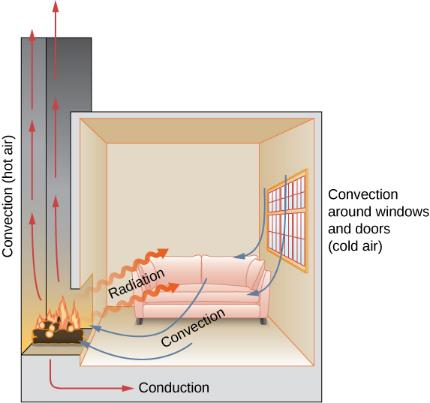 Convection (hot air)
Radiation
Convection
Convection
around windows
and doors
(cold air)
Conduction